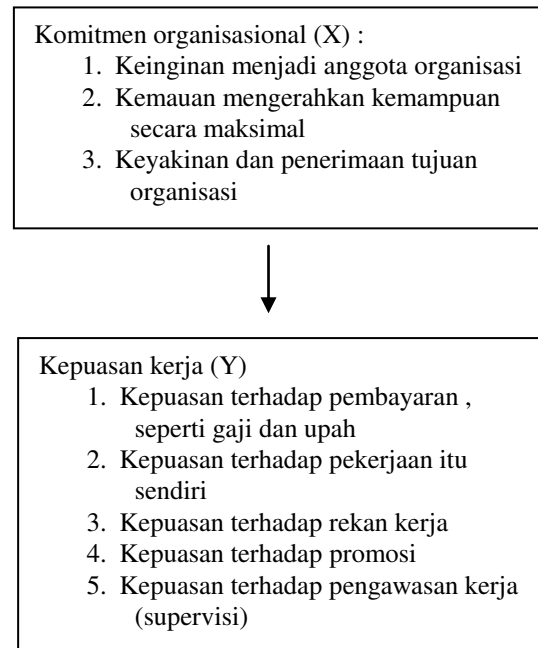 Komitmen organisasional (X) :
1. Keinginan menjadi anggota organisasi
2. Kemauan mengerahkan kemampuan
secara maksimal
3. Keyakinan dan penerimaan tujuan
organisasi
Kepuasan kerja (Y)
1. Kepuasan terhadap pembayaran ,
seperti gaji dan upah
2. Kepuasan terhadap pekerjaan itu
sendiri
3. Kepuasan terhadap rekan kerja
4. Kepuasan terhadap promosi
5. Kepuasan terhadap pengawasan kerja
(supervisi)